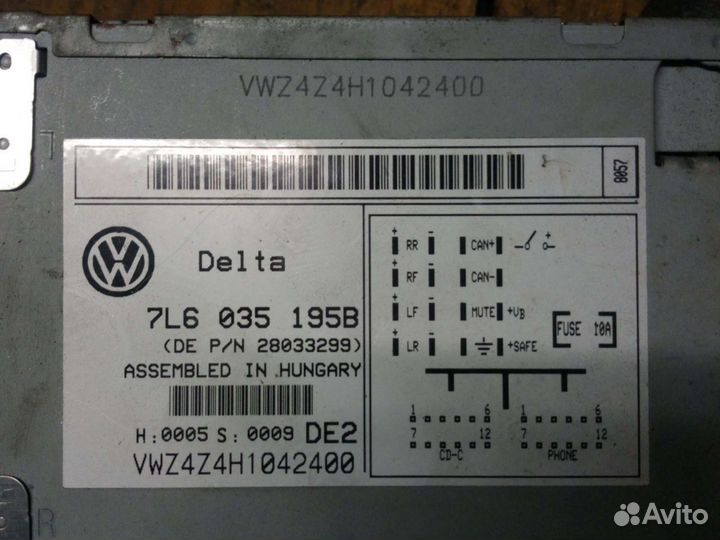 VWZ4Z4H1042400
8057
Delta
7L6 035 195B
(DE P/N 28033299)
ASSEMBLED IN HUNGARY
H:0005 S:0009 DE2
VWZ4Z4H1042400
+ RR - CAN+ +
+ RF - CAN-
+ LF - MUTE +UB
+ LR - +SAFE
FUSE 10A
1 6 1 6
7 12 7 12
CD-C PHONE
L
R
Avito